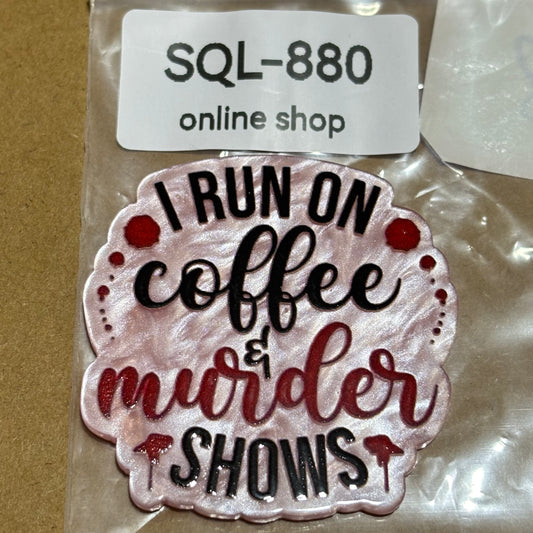 SQL-880
online shop
I RUN ON
coffee
&
murder
SHOWS